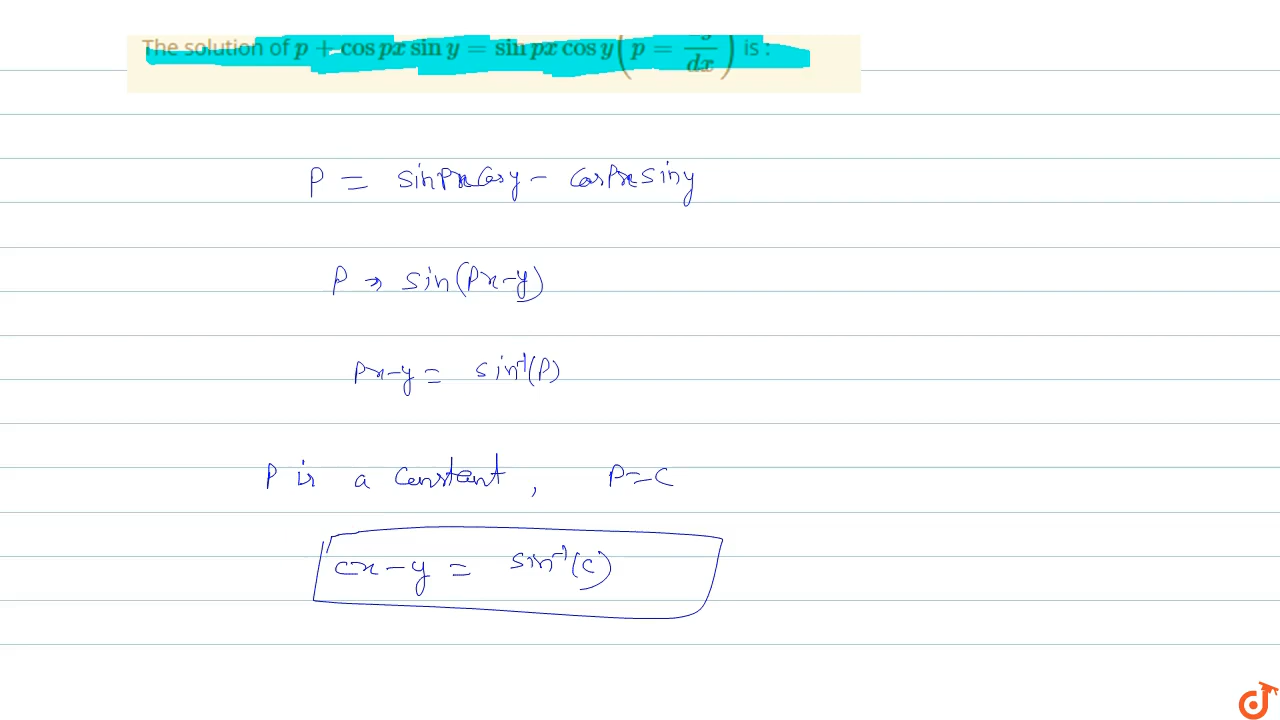 The solution of p + cos px sin y = sin px cos y ( p = dy/dx ) is :
P = sin Px Cos y - Cos Px Sin y
P → sin (Px-y)
Px-y = sin⁻¹(P)
P is a Constant, P=C
Cx - y = sin⁻¹(C)
d